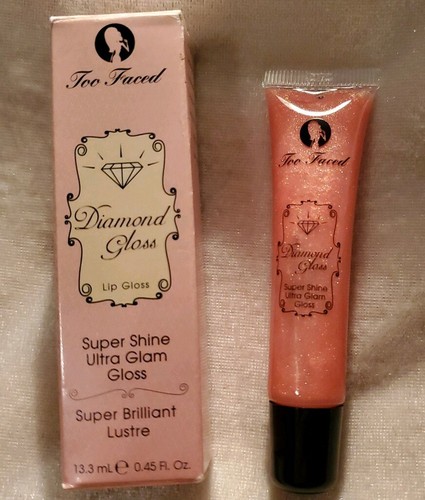 Too Faced
Diamond
Gloss
Lip Gloss
Super Shine
Ultra Glam
Gloss
Super Brilliant
Lustre
13.3 mL ℮ 0.45 Fl. Oz.
Too Faced
Diamond
Gloss
Super Shine
Ultra Glam
Gloss